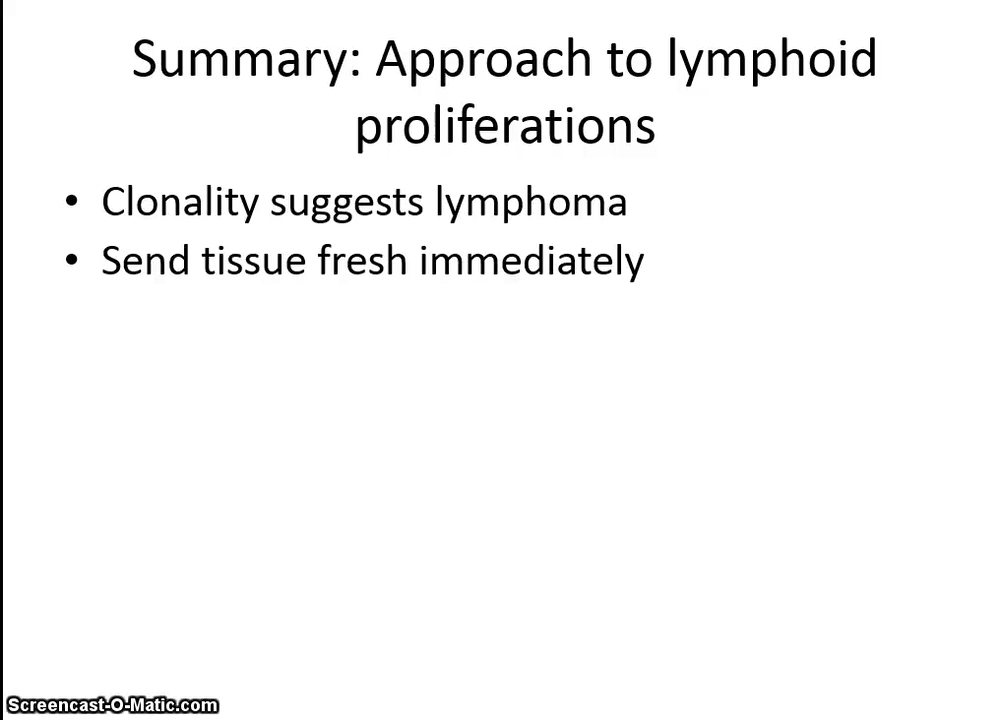 Summary: Approach to lymphoid
proliferations
• Clonality suggests lymphoma
• Send tissue fresh immediately
Screencast-O-Matic.com